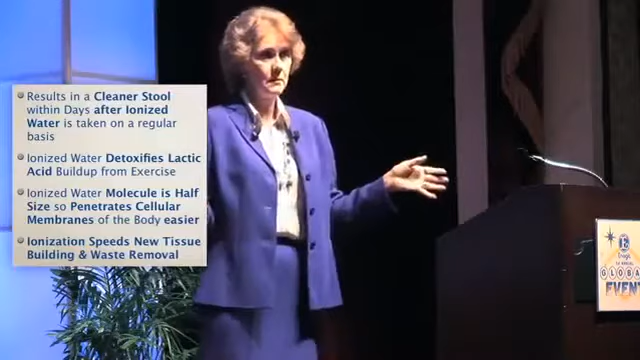 Results in a Cleaner Stool
within Days after Ionized
Water is taken on a regular
basis
Ionized Water Detoxifies Lactic
Acid Buildup from Exercise
Ionized Water Molecule is Half
Size so Penetrates Cellular
Membranes of the Body easier
Ionization Speeds New Tissue
Building & Waste Removal
GLOBA
EVENT